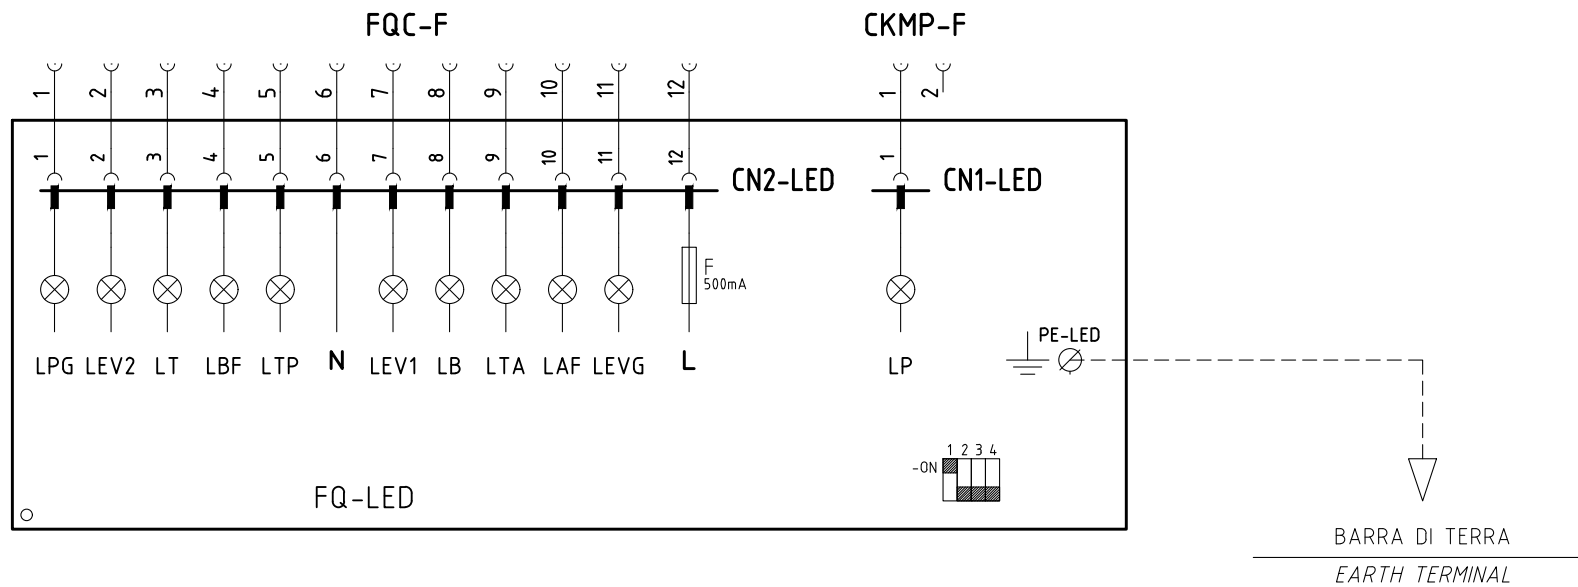 FQC-F CKMP-F
1 2 3 4 5 6 7 8 9 10 11 12 1 2
1 2 3 4 5 6 7 8 9 10 11 12 1
CN2-LED CN1-LED
F
500mA
PE-LED
LPG LEV2 LT LBF LTP N LEV1 LB LTA LAF LEVG L LP
1 2 3 4
-ON
FQ-LED
BARRA DI TERRA
EARTH TERMINAL